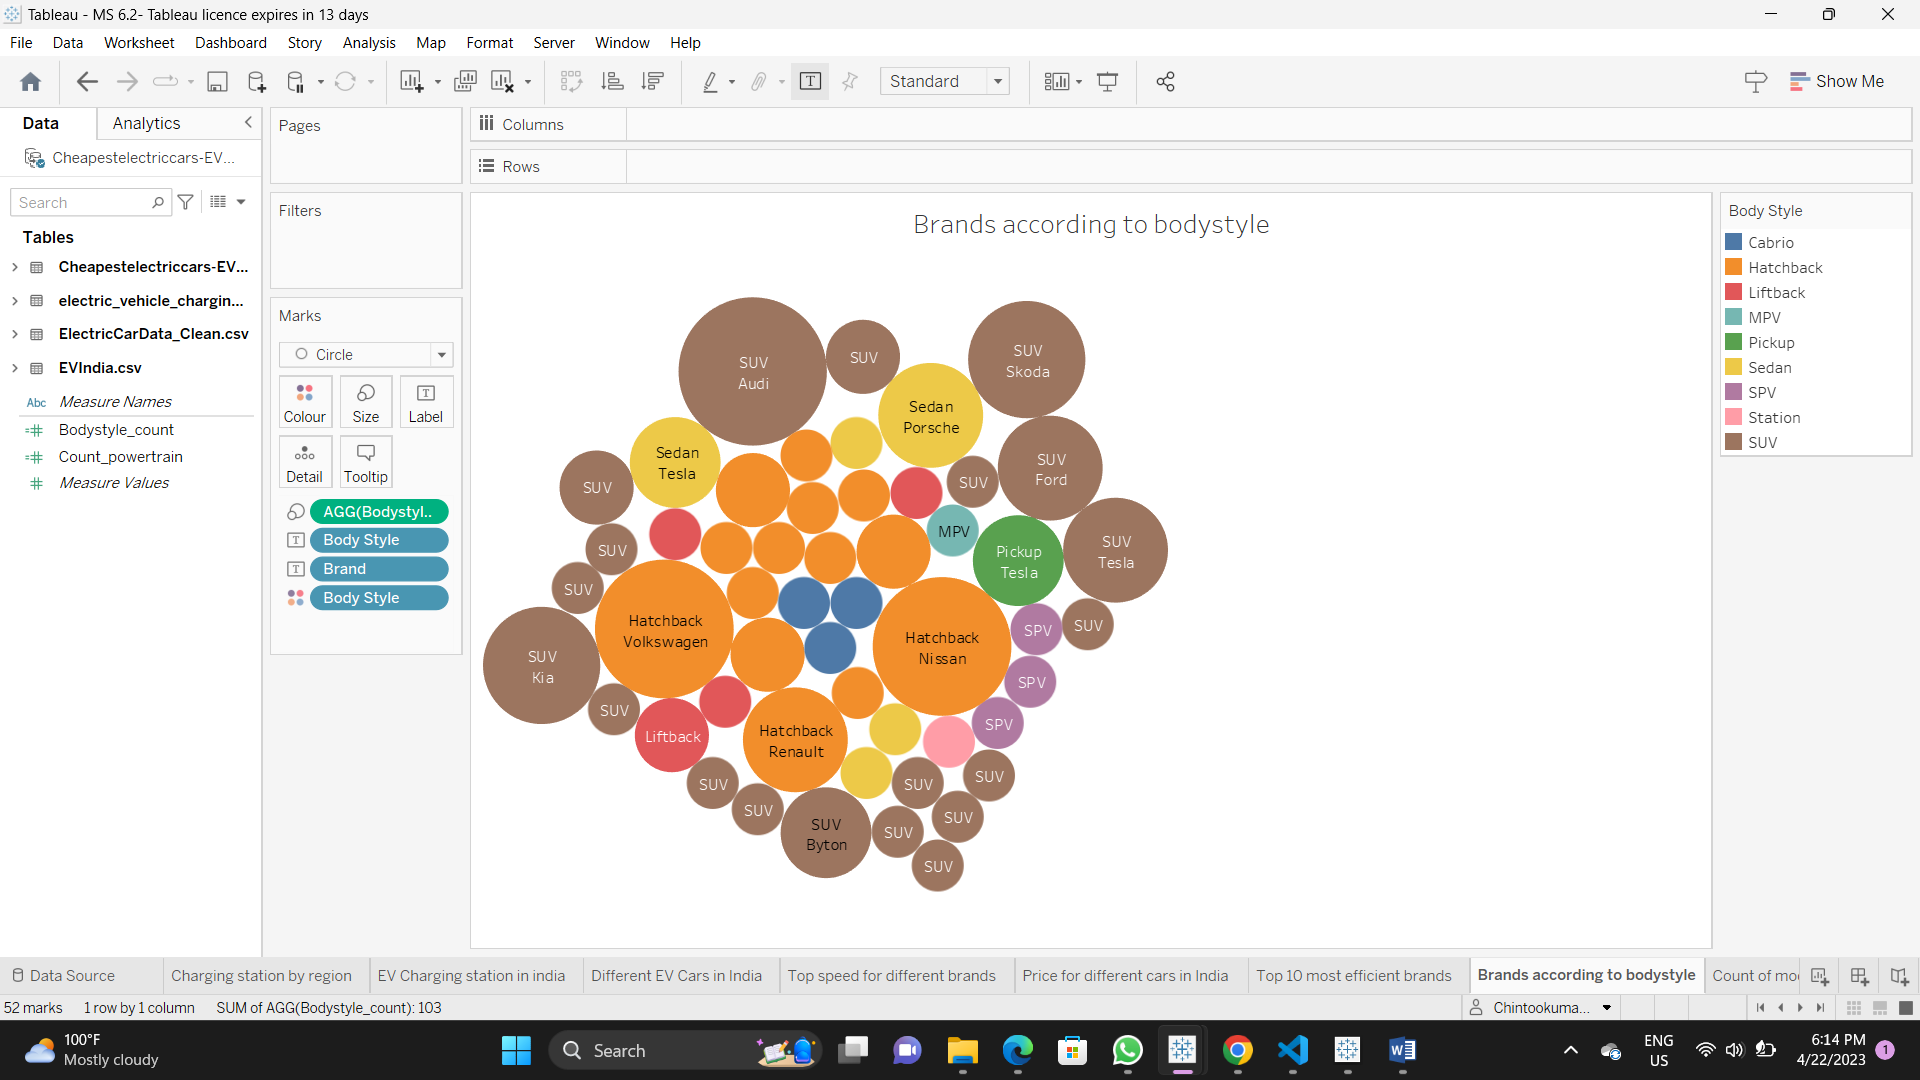 Tableau - MS 6.2- Tableau licence expires in 13 days
File Data Worksheet Dashboard Story Analysis Map Format Server Window Help
Standard
Show Me
Data Analytics
Cheapestelectriccars-EV...
Search
Tables
Cheapestelectriccars-EV...
electric_vehicle_chargin...
ElectricCarData_Clean.csv
EVIndia.csv
Abc Measure Names
Bodystyle_count
Count_powertrain
Measure Values
Pages
Filters
Marks
Circle
Colour Size Label
Detail Tooltip
AGG(Bodystyl..
Body Style
Brand
Body Style
Columns
Rows
Brands according to bodystyle
SUV
Audi
SUV
SUV
Skoda
Sedan
Porsche
Sedan
Tesla
SUV
Ford
SUV
SUV
MPV
SUV
Tesla
Pickup
Tesla
SUV
SUV
Hatchback
Volkswagen
Hatchback
Nissan
SPV
SUV
SUV
Kia
SPV
SUV
Liftback
Hatchback
Renault
SPV
SUV
SUV
SUV
SUV
SUV
Byton
SUV
SUV
SUV
Body Style
Cabrio
Hatchback
Liftback
MPV
Pickup
Sedan
SPV
Station
SUV
Data Source Charging station by region EV Charging station in india Different EV Cars in India Top speed for different brands Price for different cars in India Top 10 most efficient brands Brands according to bodystyle Count of mo
52 marks 1 row by 1 column SUM of AGG(Bodystyle_count): 103
Chintookuma...
100°F
Mostly cloudy
Search
ENG
US
6:14 PM
4/22/2023
1